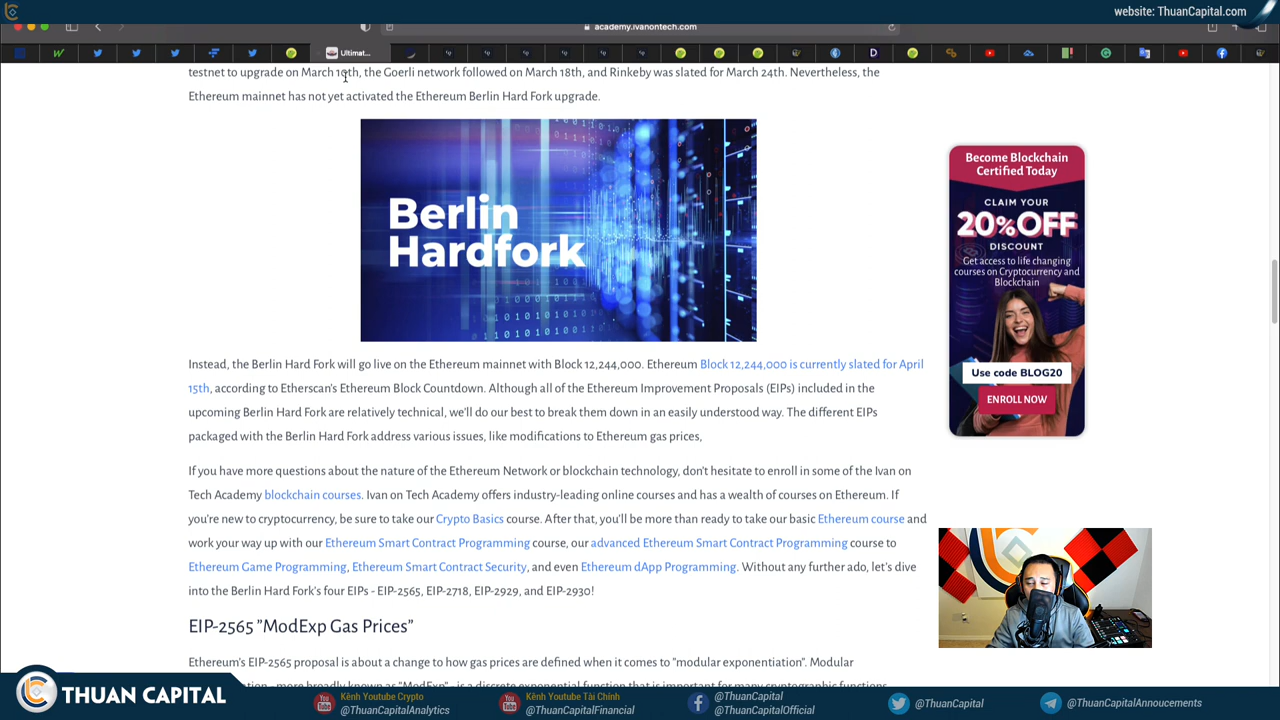 website: ThuanCapital.com
academy.ivanontech.com
Ultimat...
testnet to upgrade on March 10th, the Goerli network followed on March 18th, and Rinkeby was slated for March 24th. Nevertheless, the
Ethereum mainnet has not yet activated the Ethereum Berlin Hard Fork upgrade.
Berlin
Hardfork
Become Blockchain
Certified Today
CLAIM YOUR
20%OFF
DISCOUNT
Get access to life changing
courses on Cryptocurrency and
Blockchain
Use code BLOG20
ENROLL NOW
Instead, the Berlin Hard Fork will go live on the Ethereum mainnet with Block 12,244,000. Ethereum Block 12,244,000 is currently slated for April
15th, according to Etherscan's Ethereum Block Countdown. Although all of the Ethereum Improvement Proposals (EIPs) included in the
upcoming Berlin Hard Fork are relatively technical, we'll do our best to break them down in an easily understood way. The different EIPs
packaged with the Berlin Hard Fork address various issues, like modifications to Ethereum gas prices,
If you have more questions about the nature of the Ethereum Network or blockchain technology, don't hesitate to enroll in some of the Ivan on
Tech Academy blockchain courses. Ivan on Tech Academy offers industry-leading online courses and has a wealth of courses on Ethereum. If
you're new to cryptocurrency, be sure to take our Crypto Basics course. After that, you'll be more than ready to take our basic Ethereum course and
work your way up with our Ethereum Smart Contract Programming course, our advanced Ethereum Smart Contract Programming course to
Ethereum Game Programming, Ethereum Smart Contract Security, and even Ethereum dApp Programming. Without any further ado, let's dive
into the Berlin Hard Fork's four EIPs - EIP-2565, EIP-2718, EIP-2929, and EIP-2930!
EIP-2565 "ModExp Gas Prices"
Ethereum's EIP-2565 proposal is about a change to how gas prices are defined when it comes to "modular exponentiation". Modular
THUAN CAPITAL
Kênh Youtube Crypto
@ThuanCapitalAnalytics
Kênh Youtube Tài Chính
@ThuanCapitalFinancial
@ThuanCapital
@ThuanCapitalOfficial
@ThuanCapital
@ThuanCapitalAnnoucements